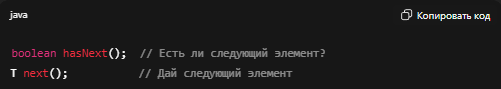 java
Копировать код
boolean hasNext(); // Есть ли следующий элемент?
T next(); // Дай следующий элемент